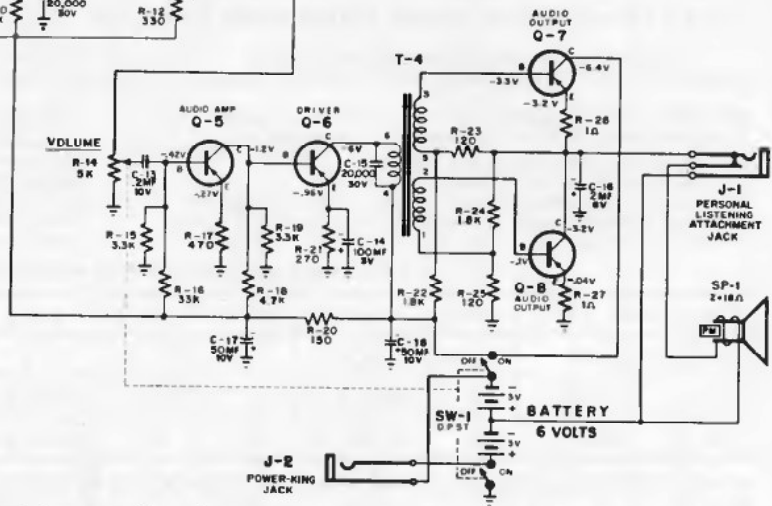 20,000
30V
R-12
330
AUDIO
OUTPUT
Q-7
T-4
C
-6.4V
B
-3.3V
-3.2V
E
R-26
1Ω
AUDIO AMP
Q-5
DRIVER
Q-6
VOLUME
R-14
5K
C-13
.2MF
10V
-.42V
B
C
-1.2V
E
-.27V
C
-6V
B
E
-.96V
C-15
20,000
30V
6
4
3
5
2
1
R-23
120
R-24
1.8K
C-16
2MF
6V
J-1
PERSONAL
LISTENING
ATTACHMENT
JACK
R-15
3.3K
R-17
470
R-19
3.3K
R-21
270
C-14
100MF
3V
R-16
33K
R-18
4.7K
R-22
1.8K
R-25
120
C
-3.2V
B
-.1V
E
-.04V
Q-8
AUDIO
OUTPUT
R-27
1Ω
SP-1
PM
R-20
150
C-17
50MF
10V
50MF
10V
OFF
ON
SW-1
D.P.S.T
3V
3V
BATTERY
6 VOLTS
OFF
ON
J-2
POWER-KING
JACK